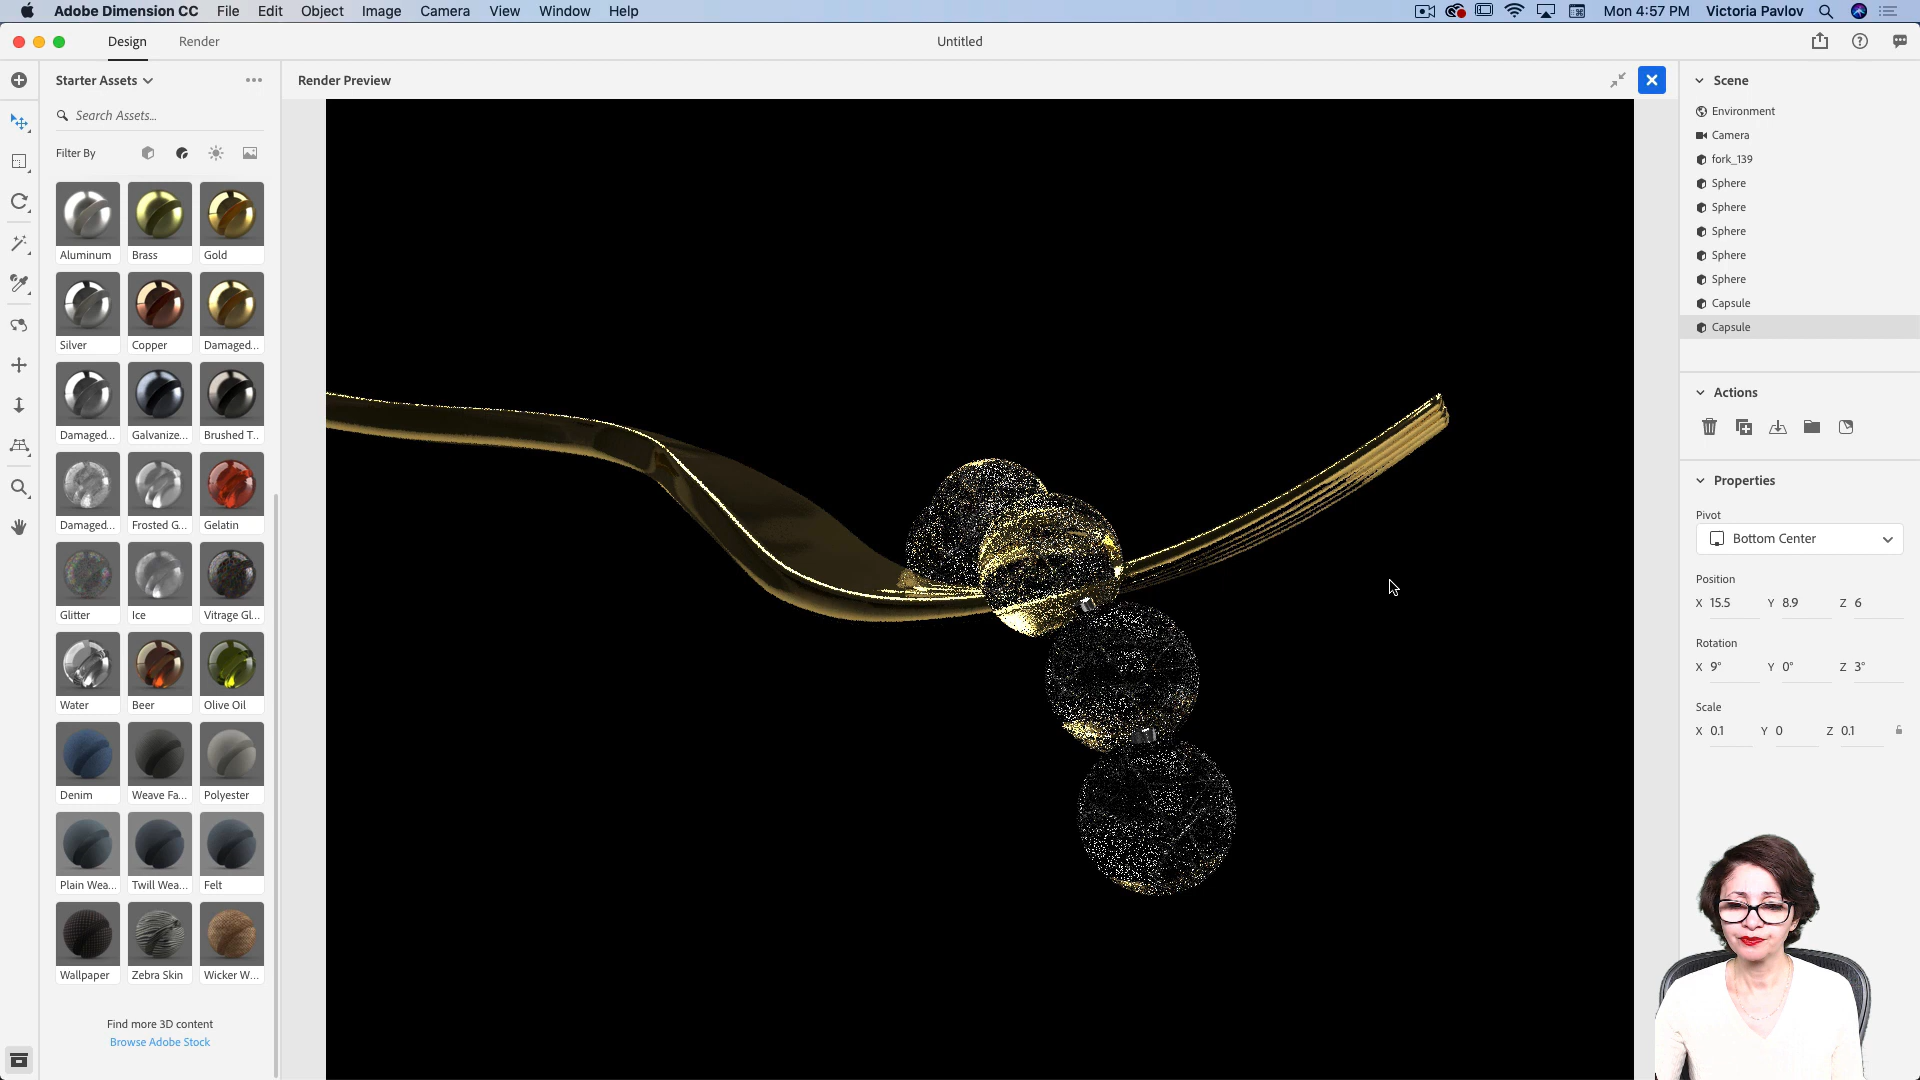 Adobe Dimension CC File Edit Object Image Camera View Window Help Mon 4:57 PM Victoria Pavlov
Design Render Untitled
Starter Assets
Search Assets...
Filter By
Aluminum Brass Gold
Silver Copper Damaged...
Damaged... Galvanize... Brushed T...
Damaged... Frosted G... Gelatin
Glitter Ice Vitrage Gl...
Water Beer Olive Oil
Denim Weave Fa... Polyester
Plain Wea... Twill Wea... Felt
Wallpaper Zebra Skin Wicker W...
Find more 3D content
Browse Adobe Stock
Render Preview
Scene
Environment
Camera
fork_139
Sphere
Sphere
Sphere
Sphere
Sphere
Capsule
Capsule
Actions
Properties
Pivot
Bottom Center
Position
X 15.5 Y 8.9 Z 6
Rotation
X 9° Y 0° Z 3°
Scale
X 0.1 Y 0 Z 0.1